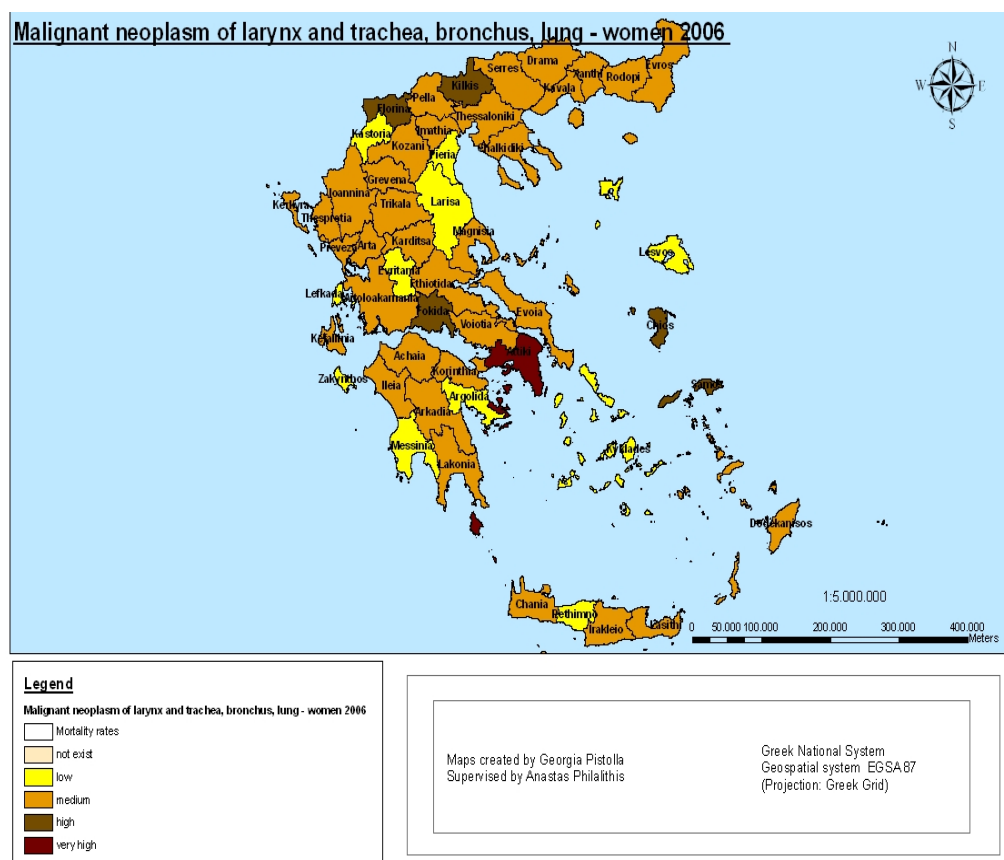 Malignant neoplasm of larynx and trachea, bronchus, lung - women 2006
N
W E
S
Drama
Serres
Xanthi
Evros
Rodopi
Kilkis
Kavala
Pella
Florina
Thessaloniki
Kastoria
Imathia
Chalkidiki
Kozani
Pieria
Grevena
Ioannina
Larisa
Kerkyra
Trikala
Thesprotia
Magnisia
Karditsa
Arta
Preveza
Lesvos
Evritania
Fthiotida
Lefkada
Aitoloakarnania
Fokida
Evoia
Voiotia
Chios
Kefallinia
Attiki
Achaia
Korinthia
Zakynthos
Ileia
Samos
Argolida
Arkadia
Messinia
Kyklades
Lakonia
Dodekanisos
Chania
Rethimno
Irakleio
Lasithi
1:5.000.000
0 50.000 100.000 200.000 300.000 400.000
Meters
Legend
Malignant neoplasm of larynx and trachea, bronchus, lung - women 2006
Mortality rates
not exist
low
medium
high
very high
Maps created by Georgia Pistolla
Supervised by Anastas Philalithis
Greek National System
Geospatial system EGSA87
(Projection: Greek Grid)